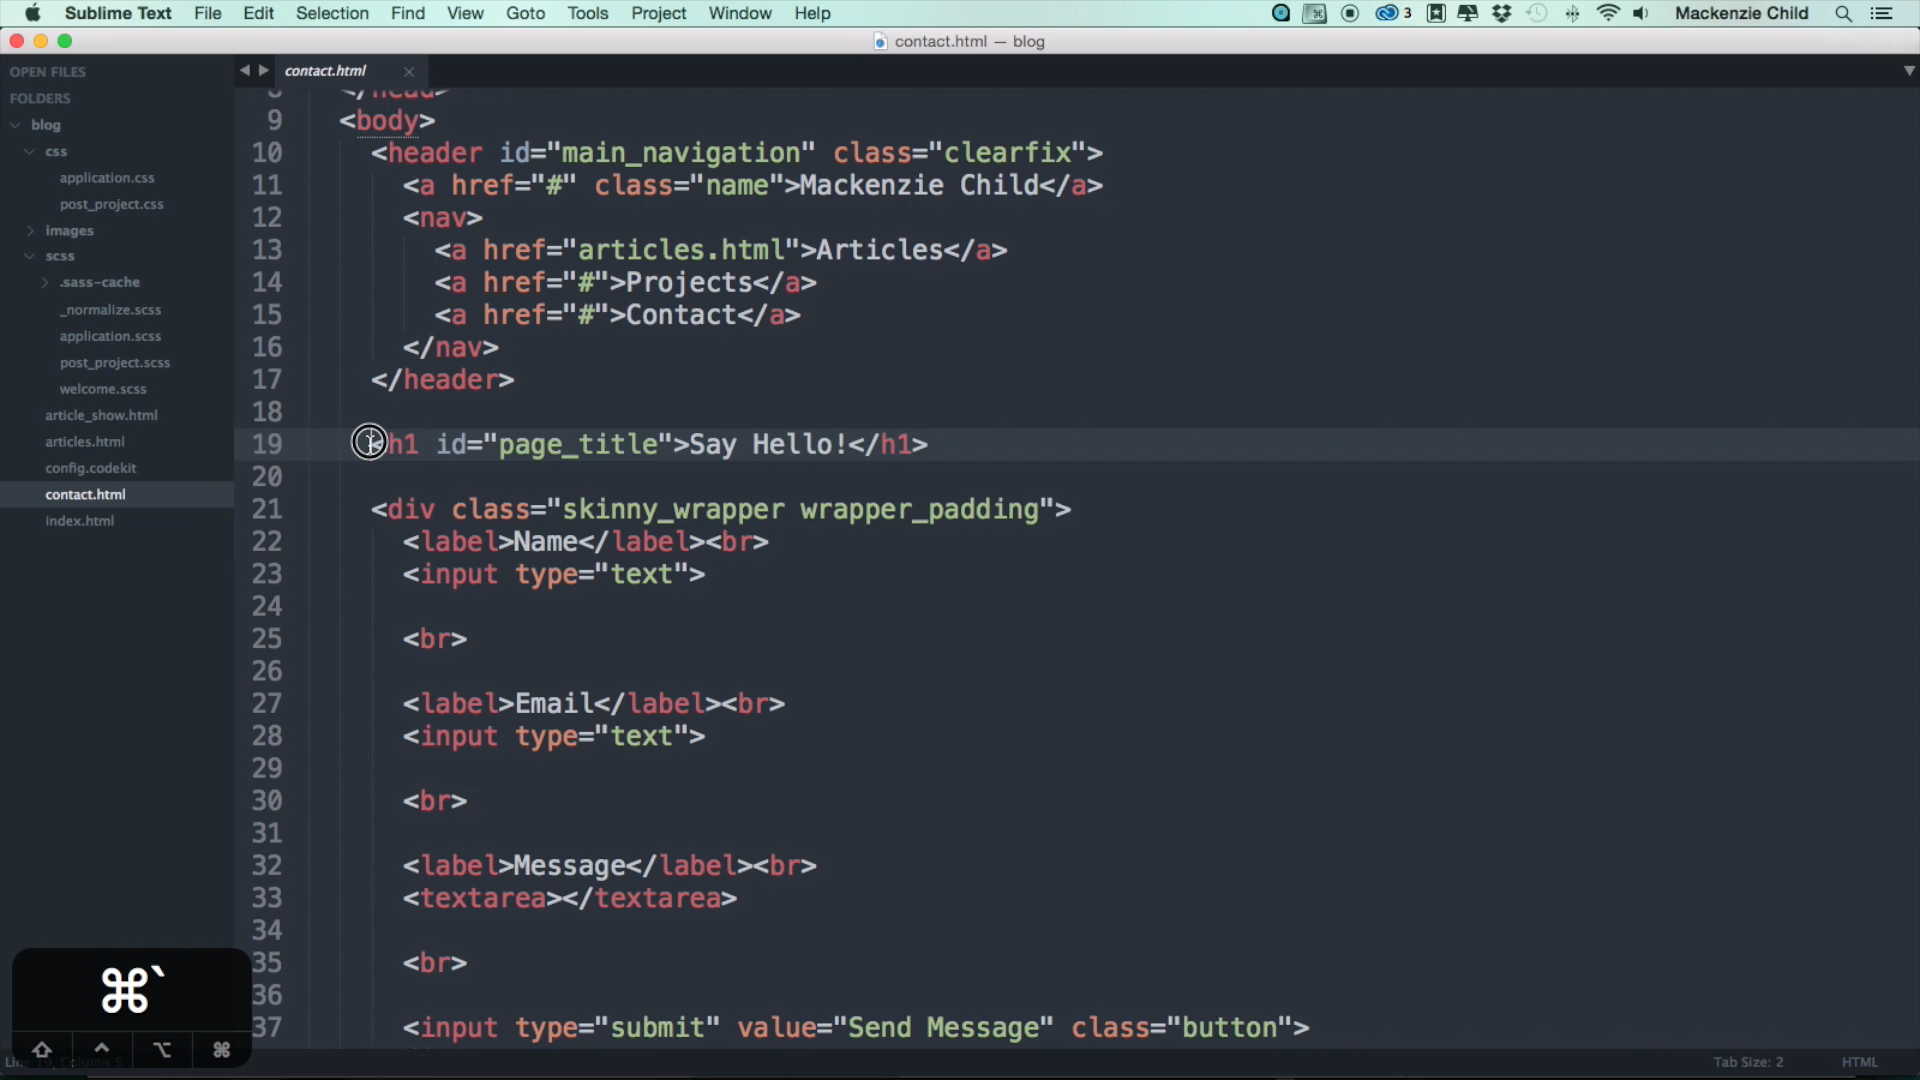 Sublime Text File Edit Selection Find View Goto Tools Project Window Help 3 Mackenzie Child
contact.html — blog
OPEN FILES
FOLDERS
blog
css
application.css
post_project.css
images
scss
.sass-cache
_normalize.scss
application.scss
post_project.scss
welcome.scss
article_show.html
articles.html
config.codekit
contact.html
index.html
contact.html
8 </head>
9 <body>
10 <header id="main_navigation" class="clearfix">
11 <a href="#" class="name">Mackenzie Child</a>
12 <nav>
13 <a href="articles.html">Articles</a>
14 <a href="#">Projects</a>
15 <a href="#">Contact</a>
16 </nav>
17 </header>
18
19 <h1 id="page_title">Say Hello!</h1>
20
21 <div class="skinny_wrapper wrapper_padding">
22 <label>Name</label><br>
23 <input type="text">
24
25 <br>
26
27 <label>Email</label><br>
28 <input type="text">
29
30 <br>
31
32 <label>Message</label><br>
33 <textarea></textarea>
34
35 <br>
36
37 <input type="submit" value="Send Message" class="button">
⌘`
⇧ ⌃ ⌥ ⌘
Line 19, Column 5
Tab Size: 2 HTML